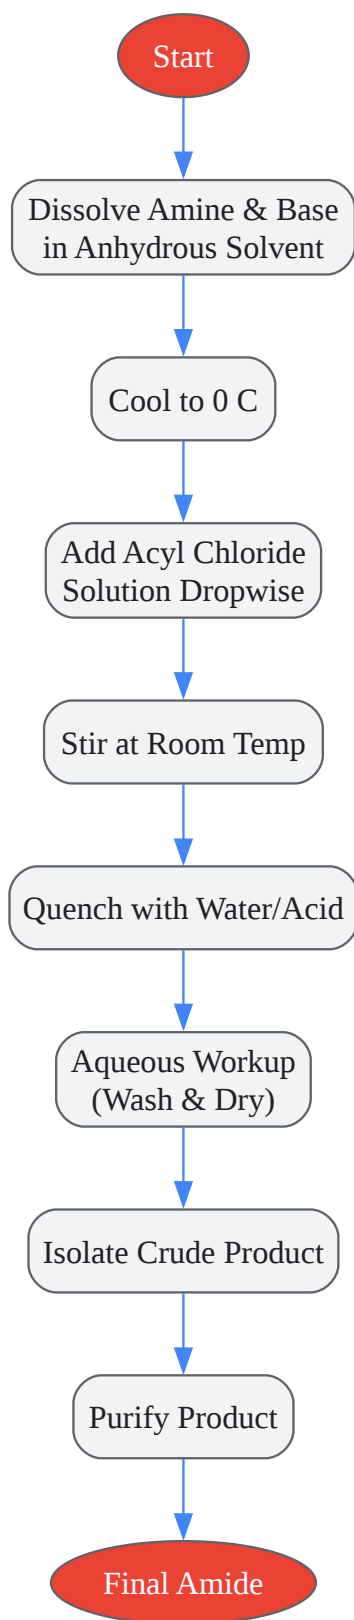 Start
Dissolve Amine & Base
in Anhydrous Solvent
Cool to 0 C
Add Acyl Chloride
Solution Dropwise
Stir at Room Temp
Quench with Water/Acid
Aqueous Workup
(Wash & Dry)
Isolate Crude Product
Purify Product
Final Amide